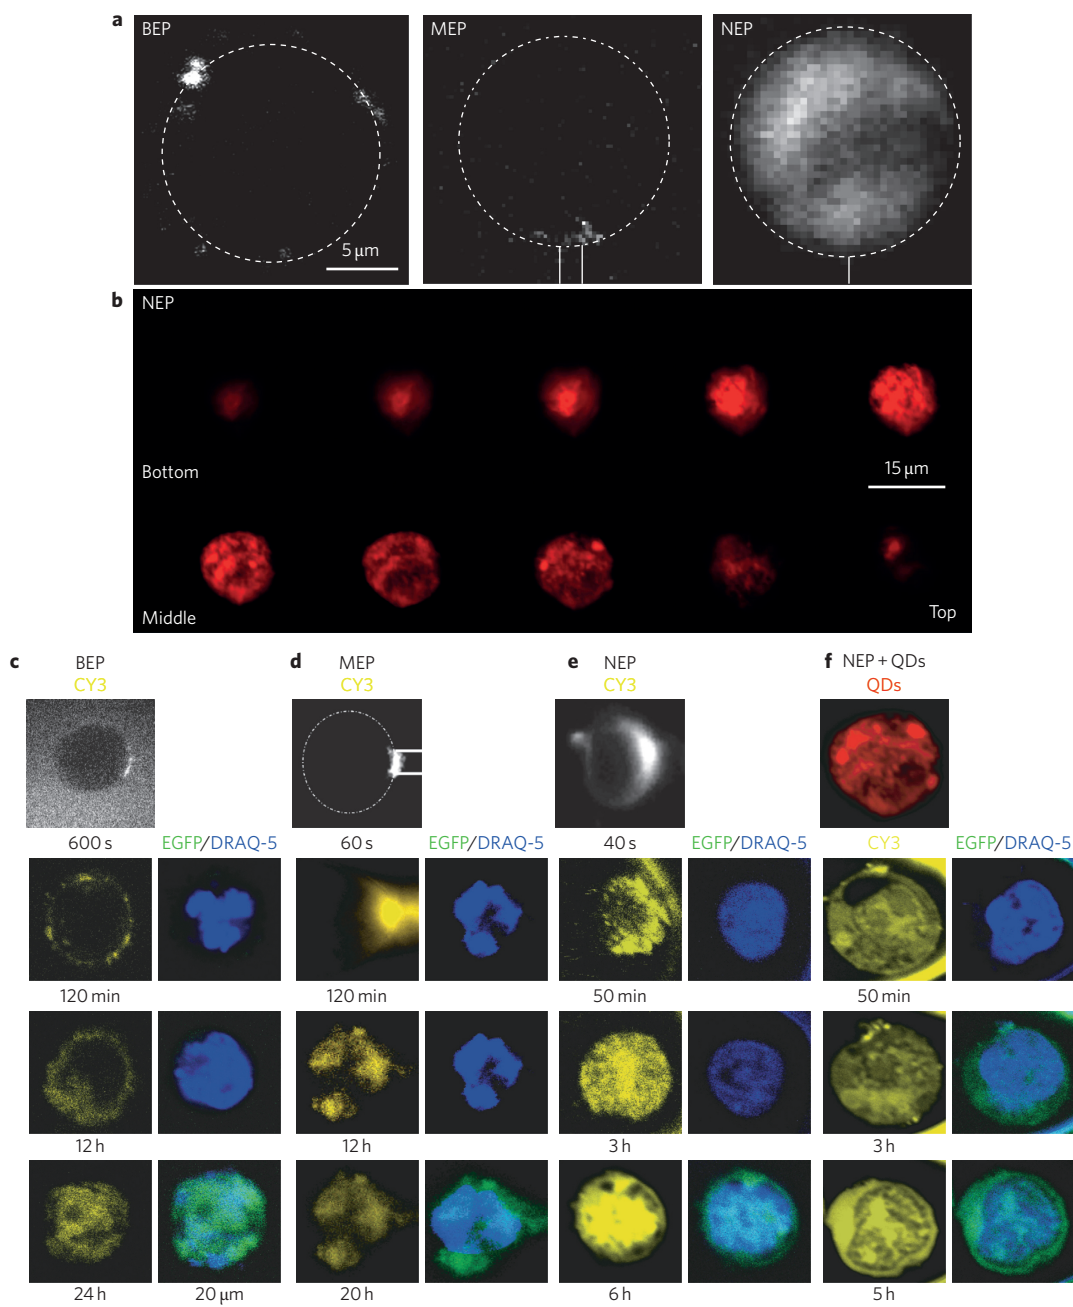 a
BEP
MEP
NEP
5 µm
b
NEP
Bottom
15 µm
Middle
Top
c
BEP
CY3
d
MEP
CY3
e
NEP
CY3
f
NEP + QDs
QDs
600 s
EGFP/DRAQ-5
60 s
EGFP/DRAQ-5
40 s
EGFP/DRAQ-5
CY3
EGFP/DRAQ-5
120 min
120 min
50 min
50 min
12 h
12 h
3 h
3 h
24 h
20 µm
20 h
6 h
5 h